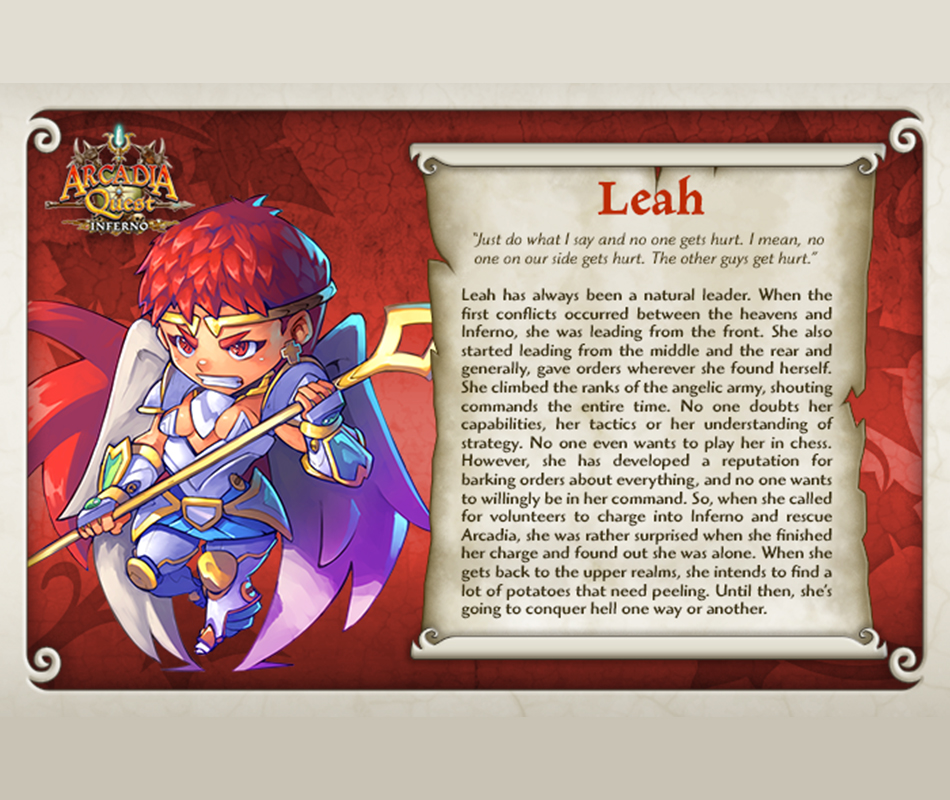 ARCADIA
Quest
INFERNO
Leah
"Just do what I say and no one gets hurt. I mean, no
one on our side gets hurt. The other guys get hurt."
Leah has always been a natural leader. When the
first conflicts occurred between the heavens and
Inferno, she was leading from the front. She also
started leading from the middle and the rear and
generally, gave orders wherever she found herself.
She climbed the ranks of the angelic army, shouting
commands the entire time. No one doubts her
capabilities, her tactics or her understanding of
strategy. No one even wants to play her in chess.
However, she has developed a reputation for
barking orders about everything, and no one wants
to willingly be in her command. So, when she called
for volunteers to charge into Inferno and rescue
Arcadia, she was rather surprised when she finished
her charge and found out she was alone. When she
gets back to the upper realms, she intends to find a
lot of potatoes that need peeling. Until then, she's
going to conquer hell one way or another.